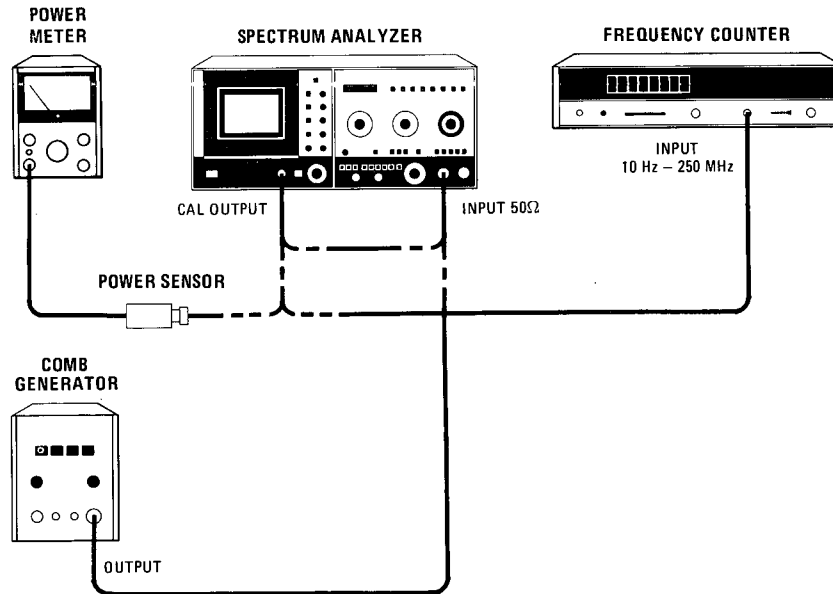 POWER
METER
SPECTRUM ANALYZER
FREQUENCY COUNTER
INPUT
10 Hz – 250 MHz
CAL OUTPUT
INPUT 50Ω
POWER SENSOR
COMB
GENERATOR
OUTPUT